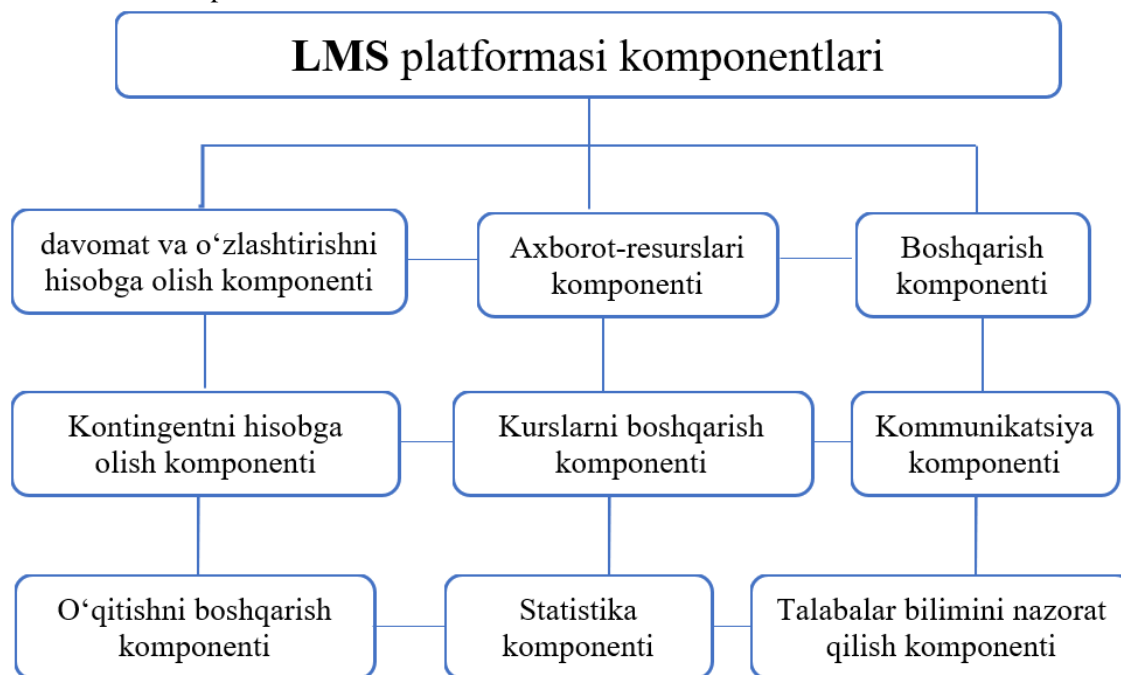 LMS platformasi komponentlari
davomat va o‘zlashtirishni
hisobga olish komponenti
Axborot-resurslari
komponenti
Boshqarish
komponenti
Kontingentni hisobga
olish komponenti
Kurslarni boshqarish
komponenti
Kommunikatsiya
komponenti
O‘qitishni boshqarish
komponenti
Statistika
komponenti
Talabalar bilimini nazorat
qilish komponenti